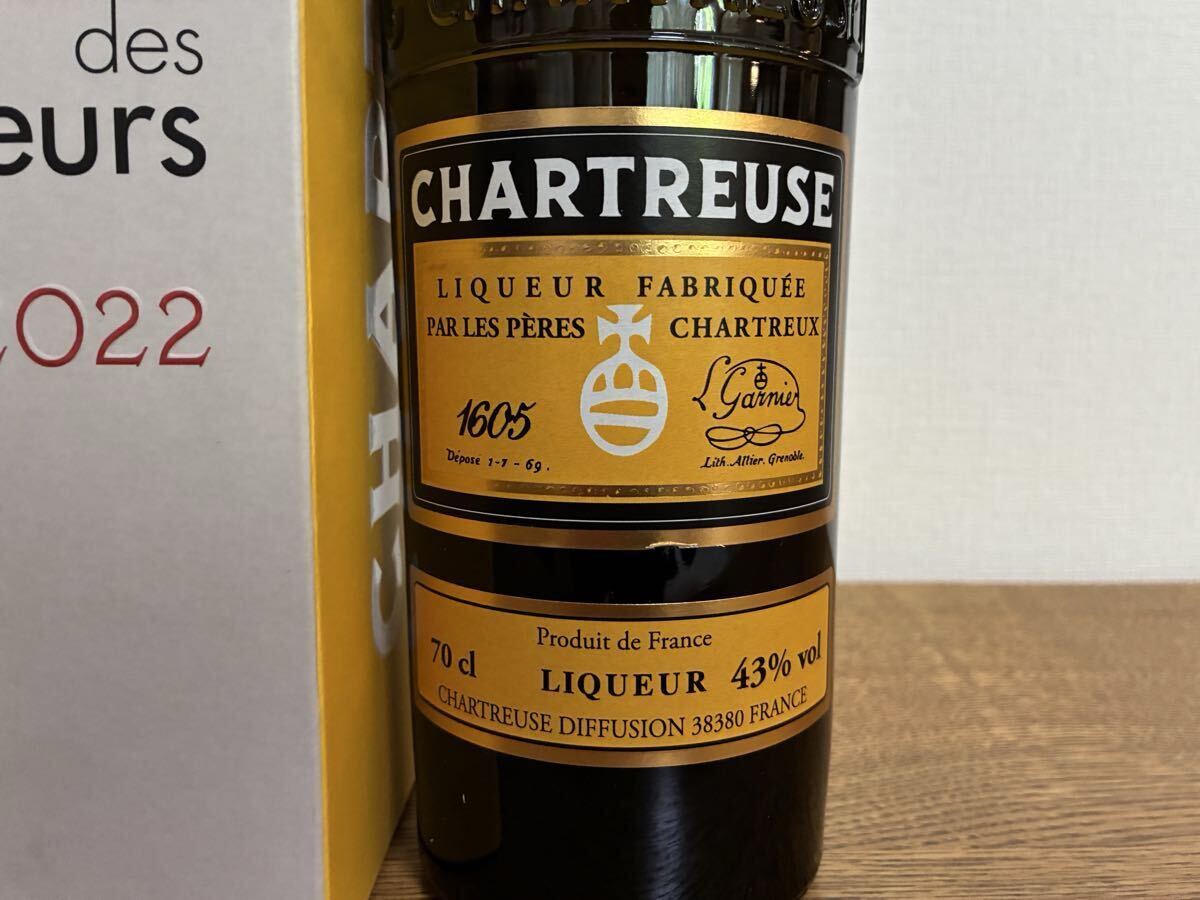 des
eurs
2022
CHARTREUSE
LIQUEUR FABRIQUÉE
PAR LES PÈRES CHARTREUX
1605
L Garnier
Déposé 1-7-69.
Lith. Allier. Grenoble.
Produit de France
70 cl LIQUEUR 43% vol
CHARTREUSE DIFFUSION 38380 FRANCE